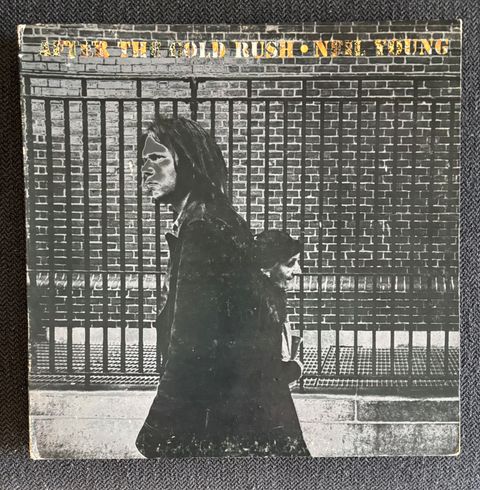 AFTER THE GOLD RUSH • NEIL YOUNG